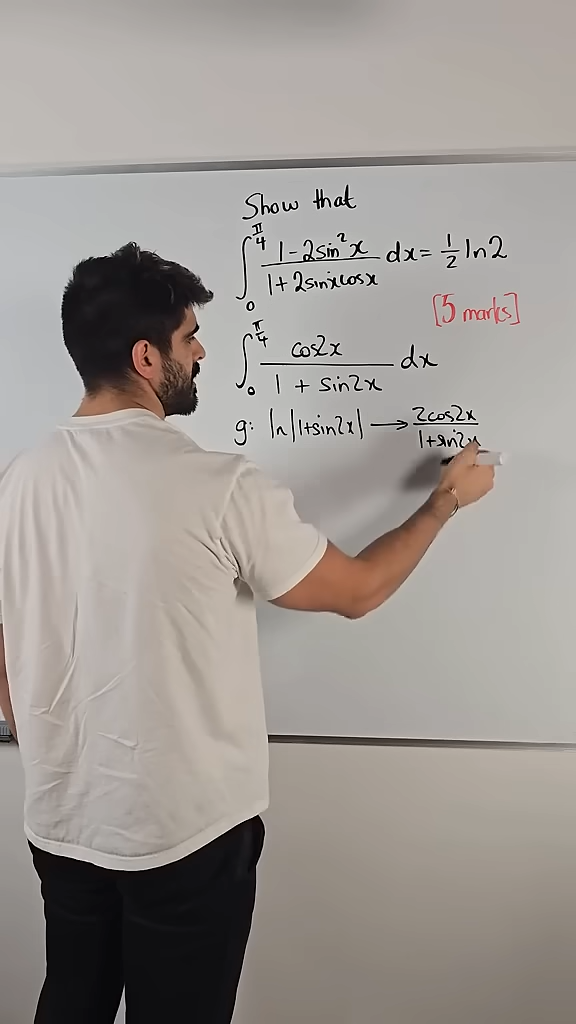 Show that
∫₀^(π/4) (1 - 2sin²x)/(1 + 2sinxcosx) dx = 1/2 ln2
[5 marks]
∫₀^(π/4) cos2x/(1 + sin2x) dx
g: ln|1+sin2x| ⟶ 2cos2x/(1+sin2x)